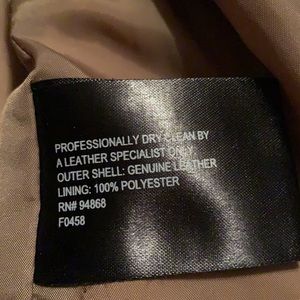 PROFESSIONALLY DRY CLEAN BY
A LEATHER SPECIALIST ONLY
OUTER SHELL: GENUINE LEATHER
LINING: 100% POLYESTER
RN# 94868
F0458